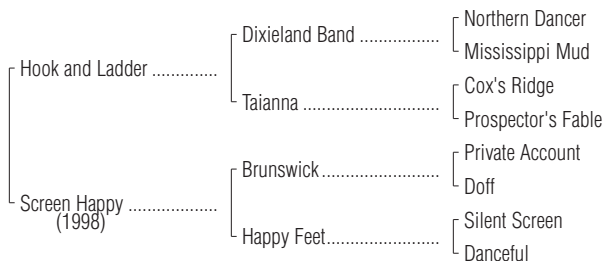 Northern Dancer
Dixieland Band ..................
Mississippi Mud
Hook and Ladder .............
Cox's Ridge
Taianna ..............................
Prospector's Fable
Private Account
Brunswick..........................
Doff
Screen Happy ...................
(1998)
Silent Screen
Happy Feet.........................
Danceful